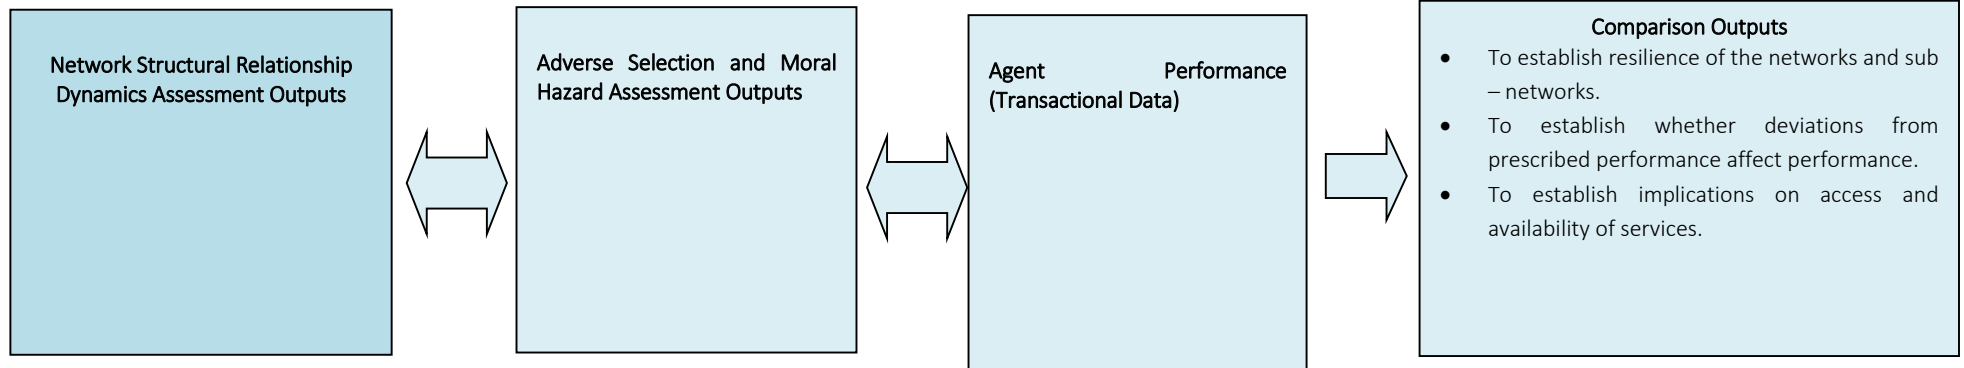 Network Structural Relationship
Dynamics Assessment Outputs
Adverse Selection and Moral
Hazard Assessment Outputs
Agent Performance
(Transactional Data)
Comparison Outputs
• To establish resilience of the networks and sub
– networks.
• To establish whether deviations from
prescribed performance affect performance.
• To establish implications on access and
availability of services.